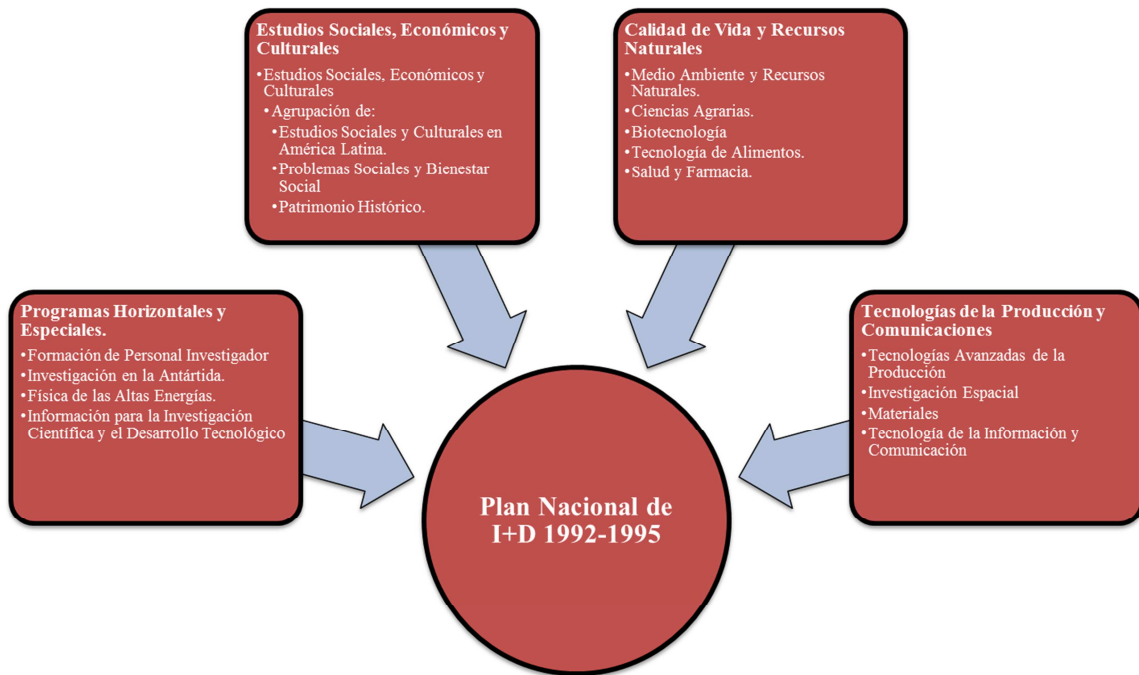 Estudios Sociales, Económicos y
Culturales
•Estudios Sociales, Económicos y
Culturales
•Agrupación de:
•Estudios Sociales y Culturales en
América Latina.
•Problemas Sociales y Bienestar
Social
•Patrimonio Histórico.
Calidad de Vida y Recursos
Naturales
•Medio Ambiente y Recursos
Naturales.
•Ciencias Agrarias.
•Biotecnología
•Tecnología de Alimentos.
•Salud y Farmacia.
Programas Horizontales y
Especiales.
•Formación de Personal Investigador
•Investigación en la Antártida.
•Física de las Altas Energías.
•Información para la Investigación
Científica y el Desarrollo Tecnológico
Tecnologías de la Producción y
Comunicaciones
•Tecnologías Avanzadas de la
Producción
•Investigación Espacial
•Materiales
•Tecnología de la Información y
Comunicación
Plan Nacional de
I+D 1992-1995